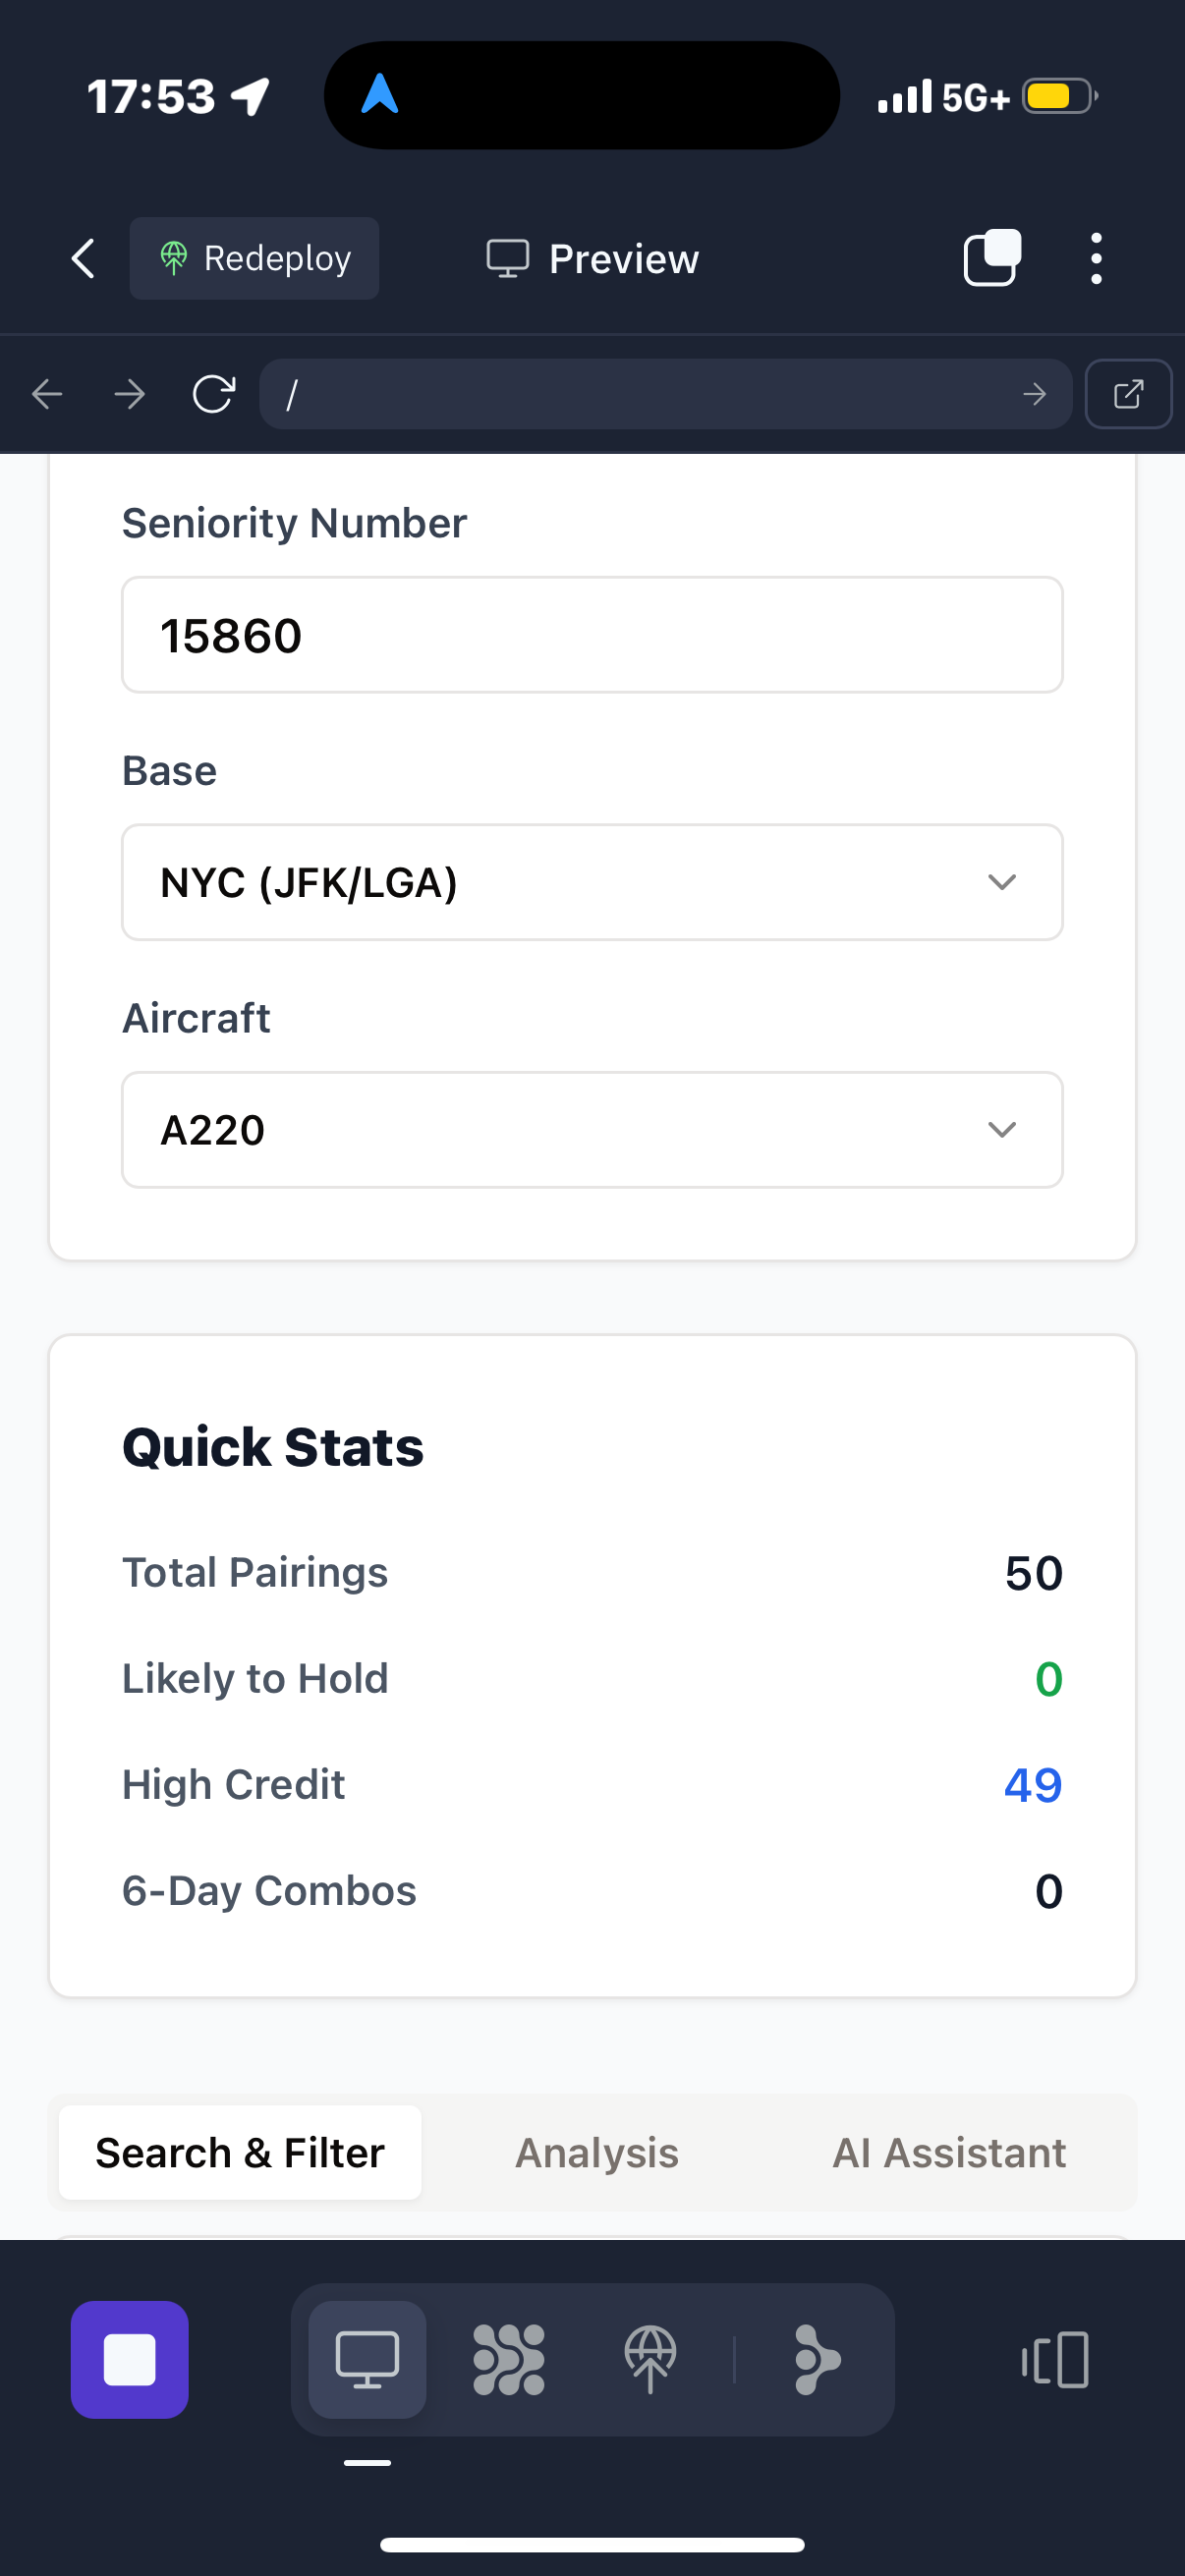 17:53
5G+
Redeploy
Preview
/
Seniority Number
15860
Base
NYC (JFK/LGA)
Aircraft
A220
Quick Stats
Total Pairings 50
Likely to Hold 0
High Credit 49
6-Day Combos 0
Search & Filter Analysis AI Assistant